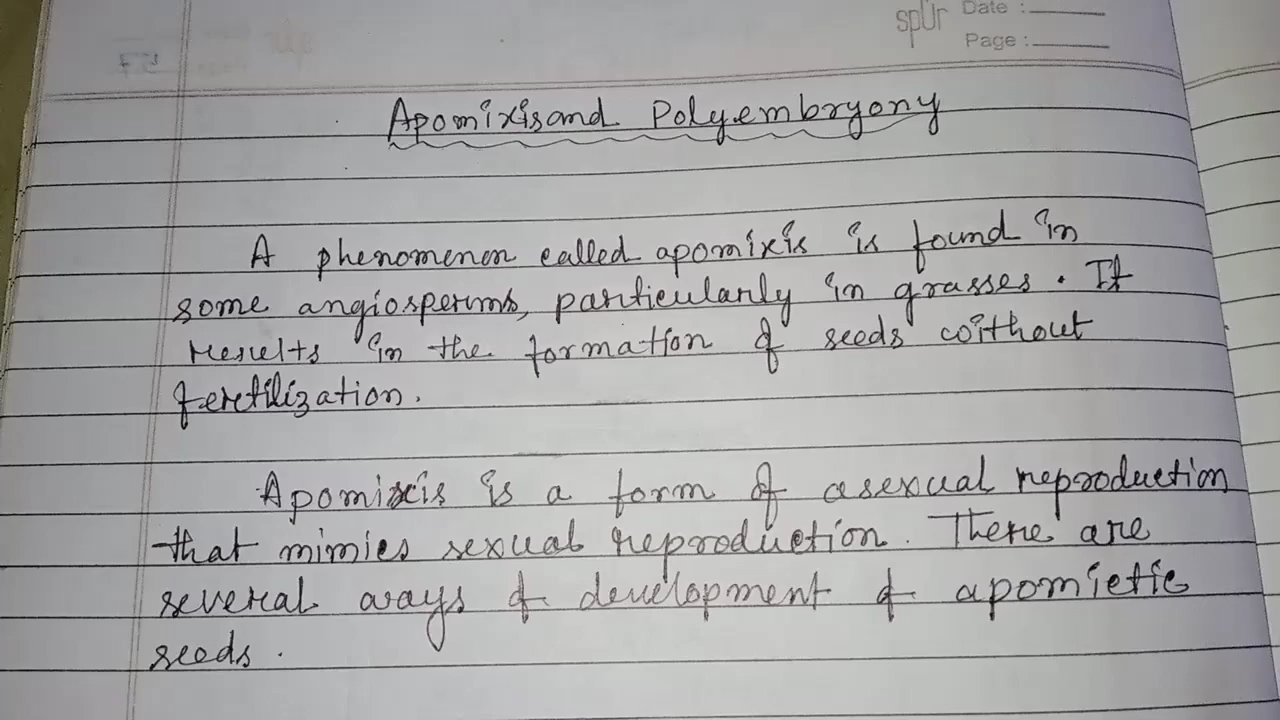 spUr
Date :
Page :
57
Apomixis and Polyembryony
A phenomenon called apomixis is found in
some angiosperms, particularly in grasses. It
results in the formation of seeds without
fertilization.
Apomixis is a form of asexual reproduction
that mimics sexual reproduction. There are
several ways of development of apomictic
seeds.